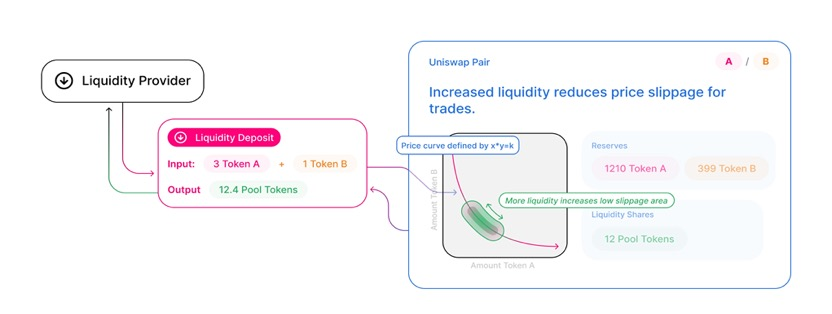 Liquidity Provider
Liquidity Deposit
Input: 3 Token A + 1 Token B
Output 12.4 Pool Tokens
Uniswap Pair
A / B
Increased liquidity reduces price slippage for
trades.
Price curve defined by x*y=k
Amount Token B
More liquidity increases low slippage area
Amount Token A
Reserves
1210 Token A 399 Token B
Liquidity Shares
12 Pool Tokens